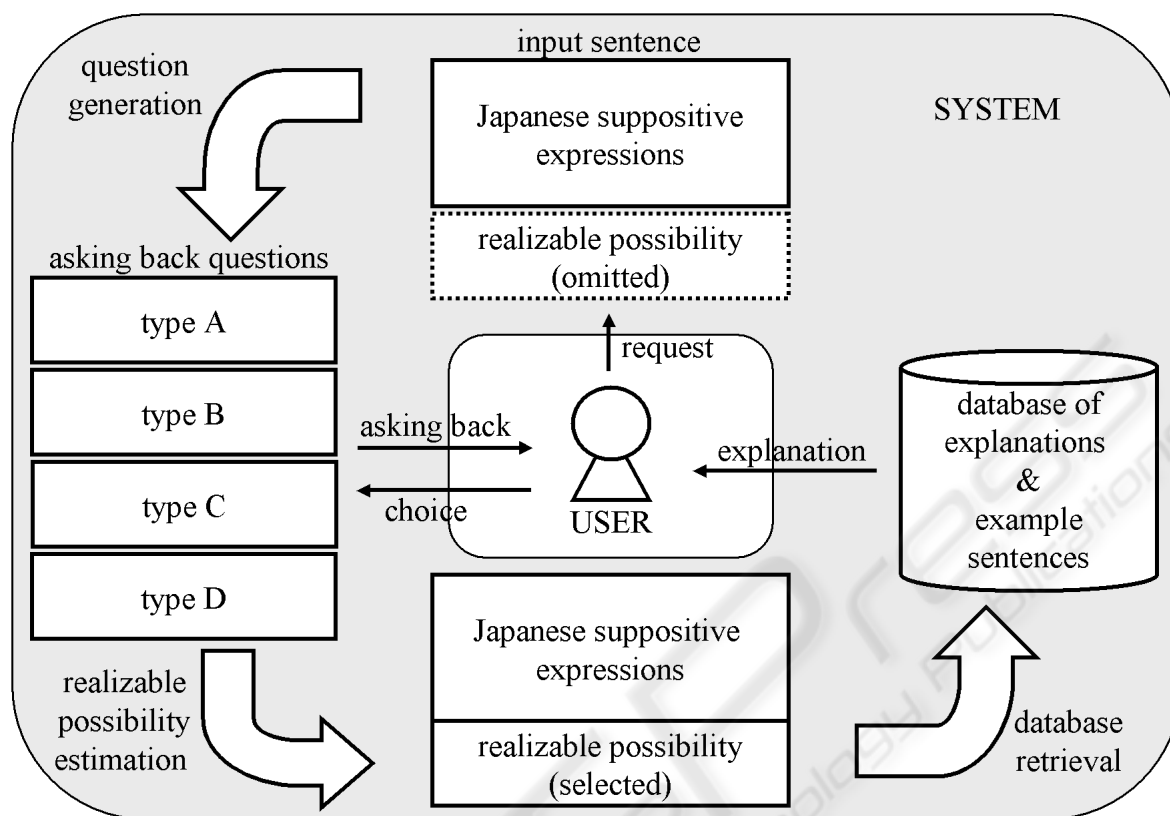 input sentence
question
generation
Japanese suppositive
expressions
SYSTEM
realizable possibility
(omitted)
asking back questions
type A
type B
type C
type D
request
asking back
choice
USER
explanation
database of
explanations
&
example
sentences
Japanese suppositive
expressions
realizable possibility
(selected)
realizable
possibility
estimation
database
retrieval